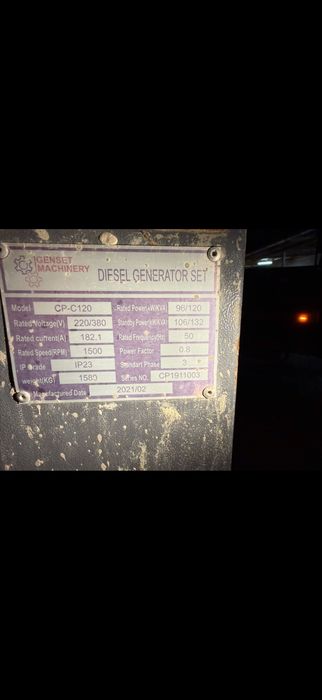 GENSET
MACHINERY
DIESEL GENERATOR SET
Model CP-C120 Rated Power(KW/KVA) 96/120
Rated Voltage(V) 220/380 Standby Power(KW/KVA) 106/132
Rated current(A) 182.1 Rated Frequency(Hz) 50
Rated Speed(RPM) 1500 Power Factor 0.8
IP Grade IP23 Standart Phase 3
weight(KG) 1580 Series NO. CP1911003
Manufactured Date 2021/02